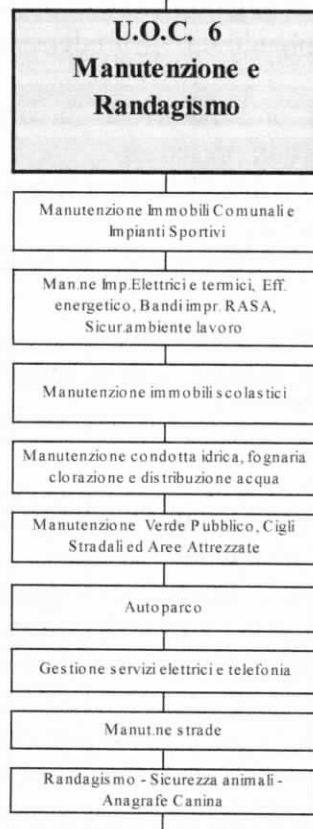 U.O.C. 6
Manutenzione e
Randagismo
Manutenzione Immobili Comunali e
Impianti Sportivi
Man.ne Imp.Elettrici e termici, Eff.
energetico, Bandi impr. RASA,
Sicur.ambiente lavoro
Manutenzione immobili scolastici
Manutenzione condotta idrica, fognaria
clorazione e distribuzione acqua
Manutenzione Verde Pubblico, Cigli
Stradali ed Aree Attrezzate
Autoparco
Gestione servizi elettrici e telefonia
Manut.ne strade
Randagismo - Sicurezza animali -
Anagrafe Canina